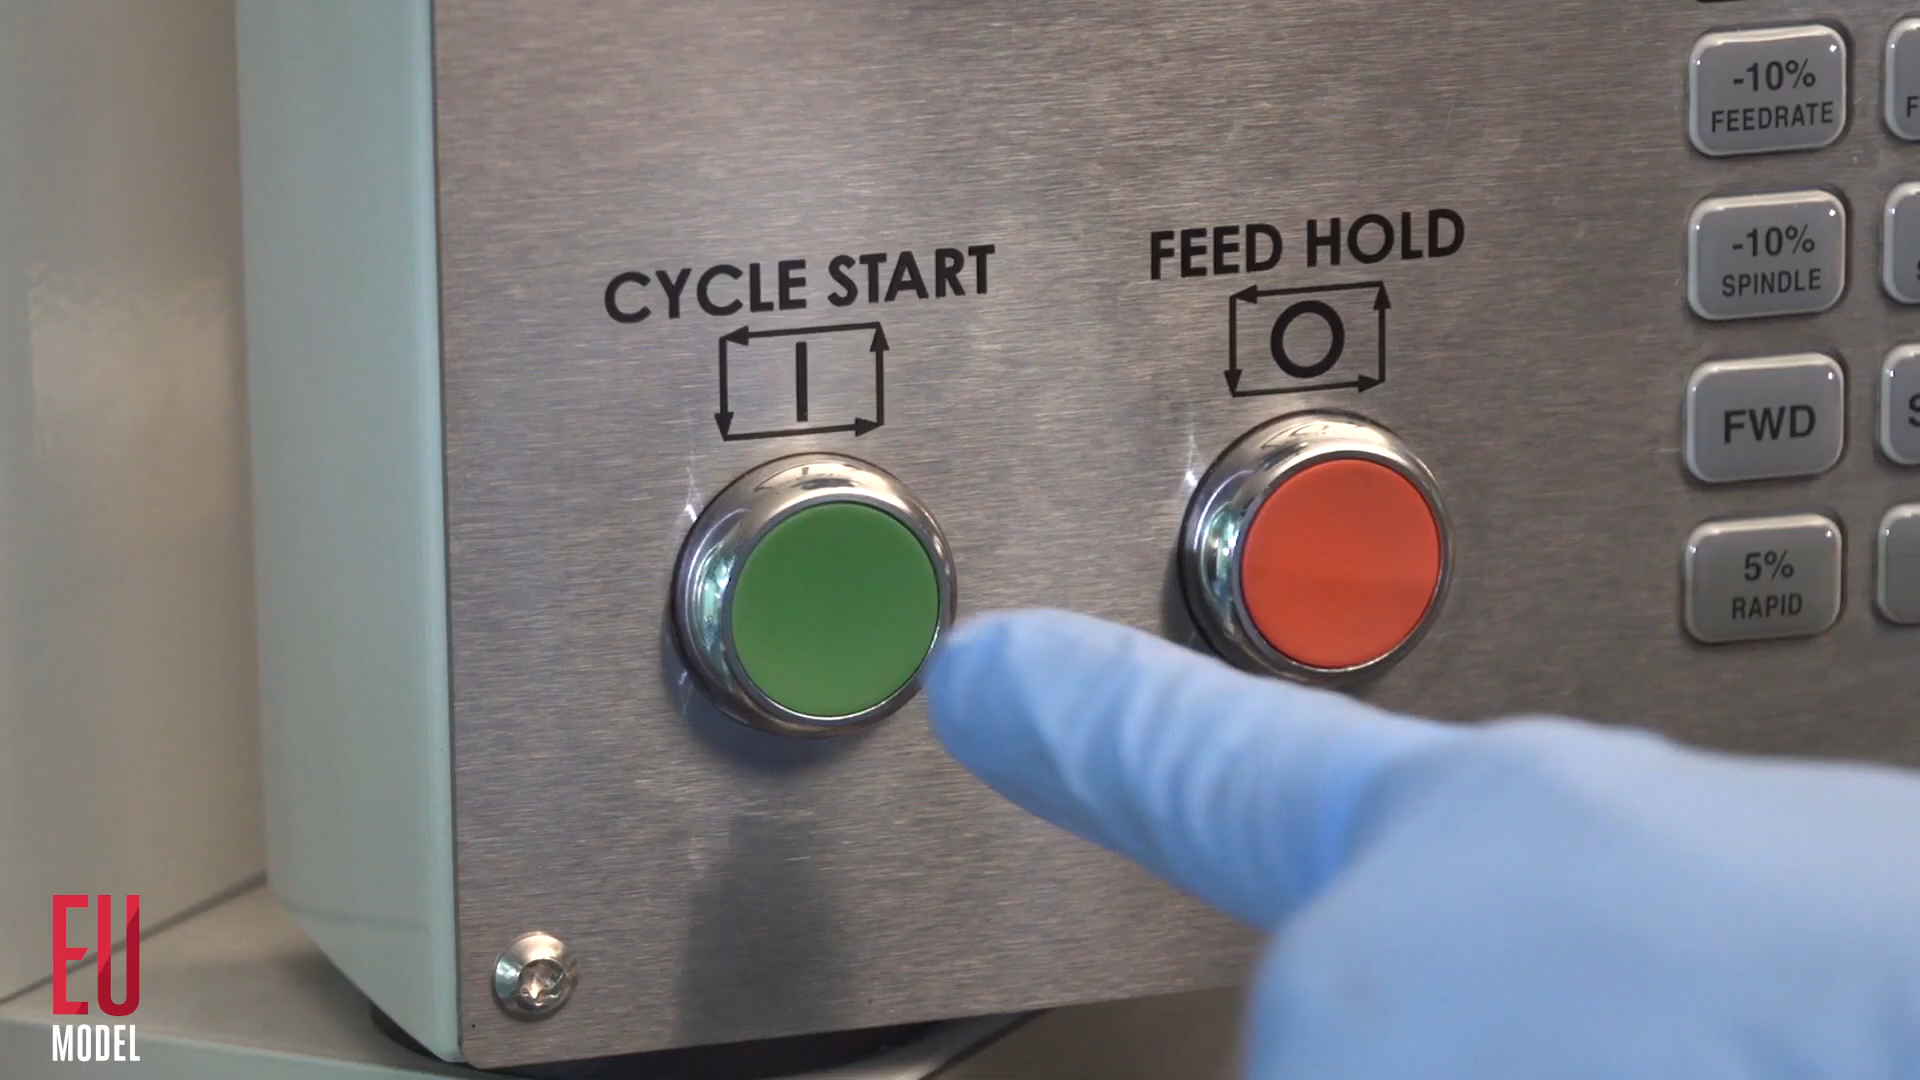 CYCLE START
I
FEED HOLD
O
-10%
FEEDRATE
-10%
SPINDLE
FWD
5%
RAPID
EU
MODEL